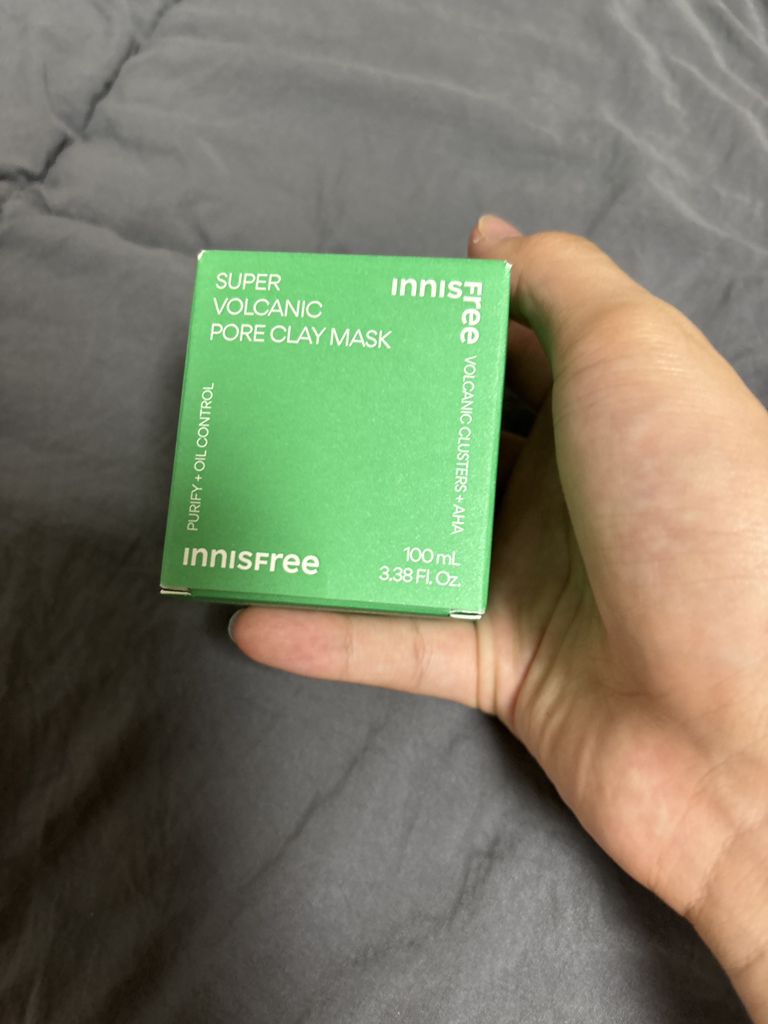 SUPER
VOLCANIC
PORE CLAY MASK
innisFree
VOLCANIC CLUSTERS + AHA
PURIFY + OIL CONTROL
innisFree
100 mL
3.38 Fl. Oz.